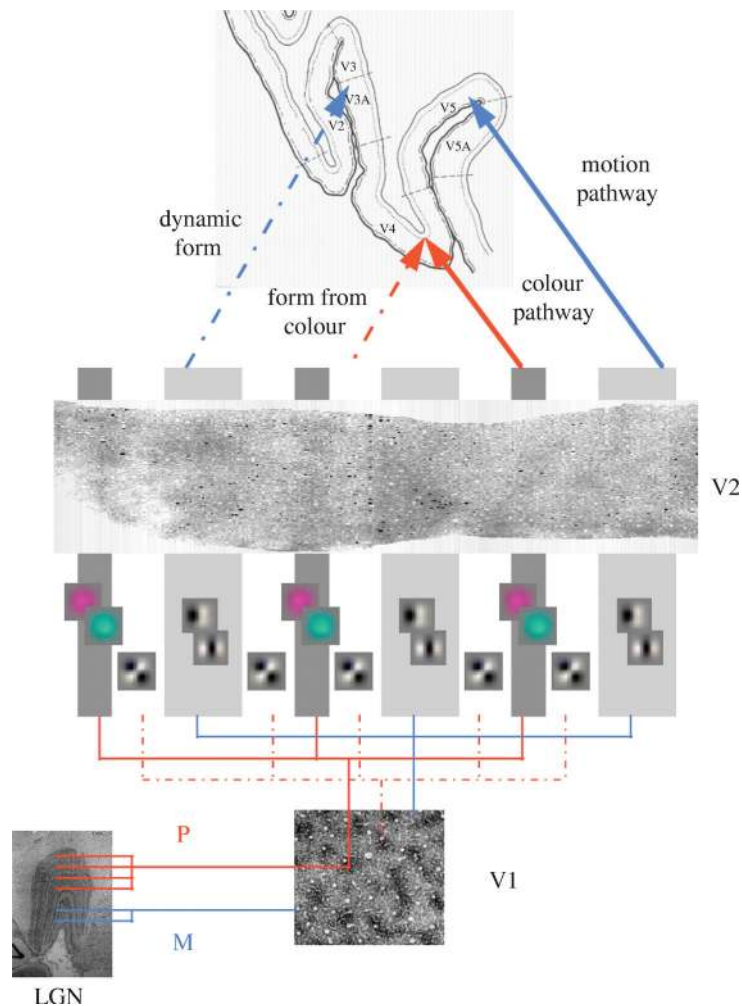 V3
V3A
V2
V5
V5A
V4
motion
pathway
dynamic
form
form from
colour
colour
pathway
V2
P
V1
M
LGN